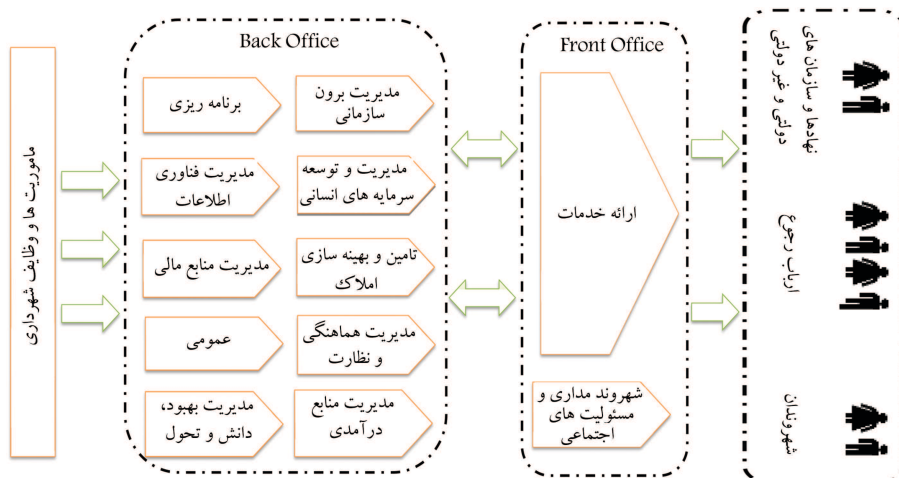 ماموریت ها و وظایف شهرداری
Back Office
برنامه ریزی
مدیریت برون
سازمانی
مدیریت فناوری
اطلاعات
مدیریت و توسعه
سرمایه های انسانی
مدیریت منابع مالی
تامین و بهینه سازی
املاک
عمومی
مدیریت هماهنگی
و نظارت
مدیریت بهبود،
دانش و تحول
مدیریت منابع
درآمدی
Front Office
ارائه خدمات
شهروند مداری و
مسئولیت های
اجتماعی
نهادها و سازمان های
دولتی و غیر دولتی
ارباب رجوع
شهروندان